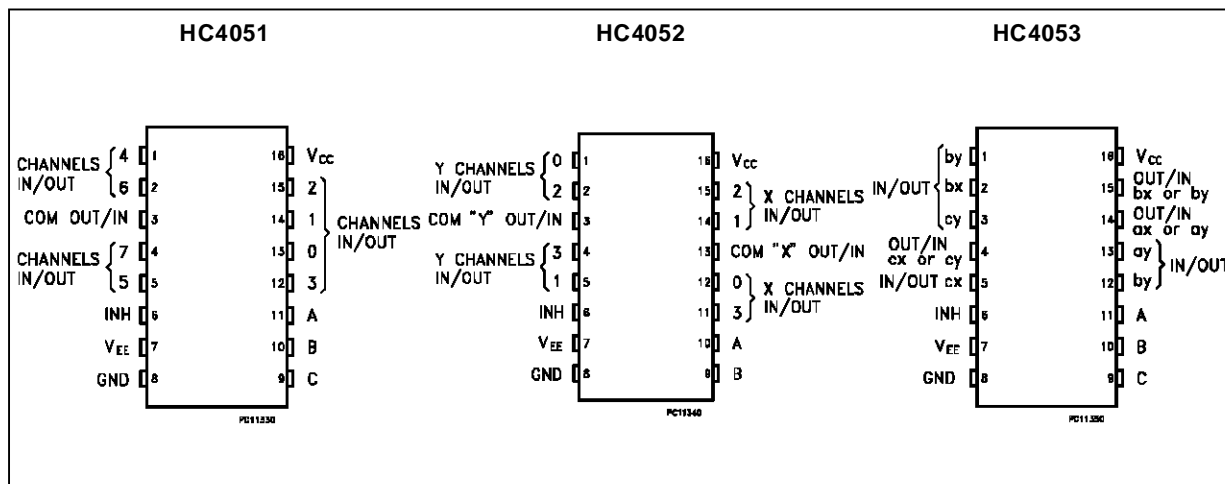 HC4051
CHANNELS IN/OUT
4 1
6 2
COM OUT/IN 3
CHANNELS IN/OUT
7 4
5 5
INH 6
VEE 7
GND 8
16 VCC
15 2
14 1
13 0
12 3
CHANNELS IN/OUT
11 A
10 B
9 C
PC11330
HC4052
Y CHANNELS IN/OUT
0 1
2 2
COM "Y" OUT/IN 3
Y CHANNELS IN/OUT
3 4
1 5
INH 6
VEE 7
GND 8
16 VCC
15 2
14 1
X CHANNELS IN/OUT
13 COM "X" OUT/IN
12 0
11 3
X CHANNELS IN/OUT
10 A
9 B
PC11340
HC4053
IN/OUT
by 1
bx 2
cy 3
OUT/IN cx or cy 4
IN/OUT cx 5
INH 6
VEE 7
GND 8
16 VCC
15 OUT/IN bx or by
14 OUT/IN ax or ay
13 ay
12 by
IN/OUT
11 A
10 B
9 C
PC11350